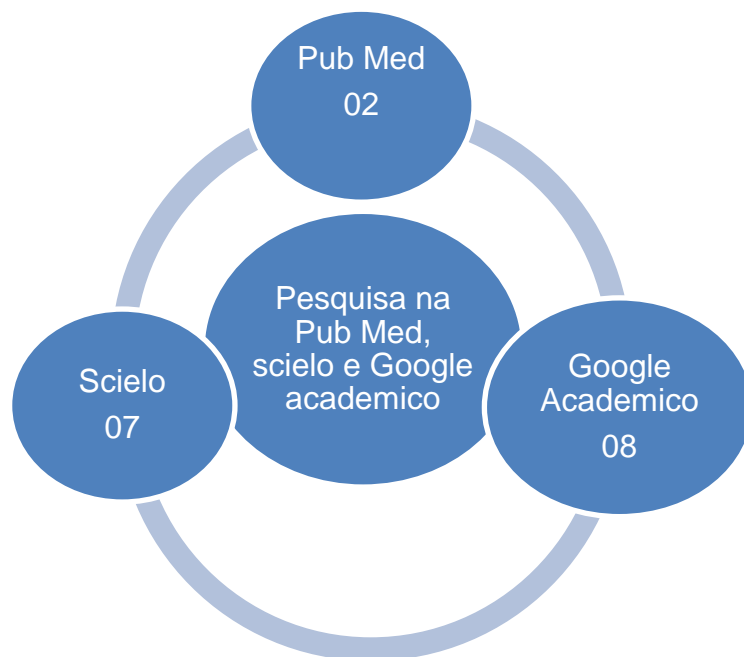 Pub Med
02
Pesquisa na
Pub Med,
scielo e Google
academico
Scielo
07
Google
Academico
08